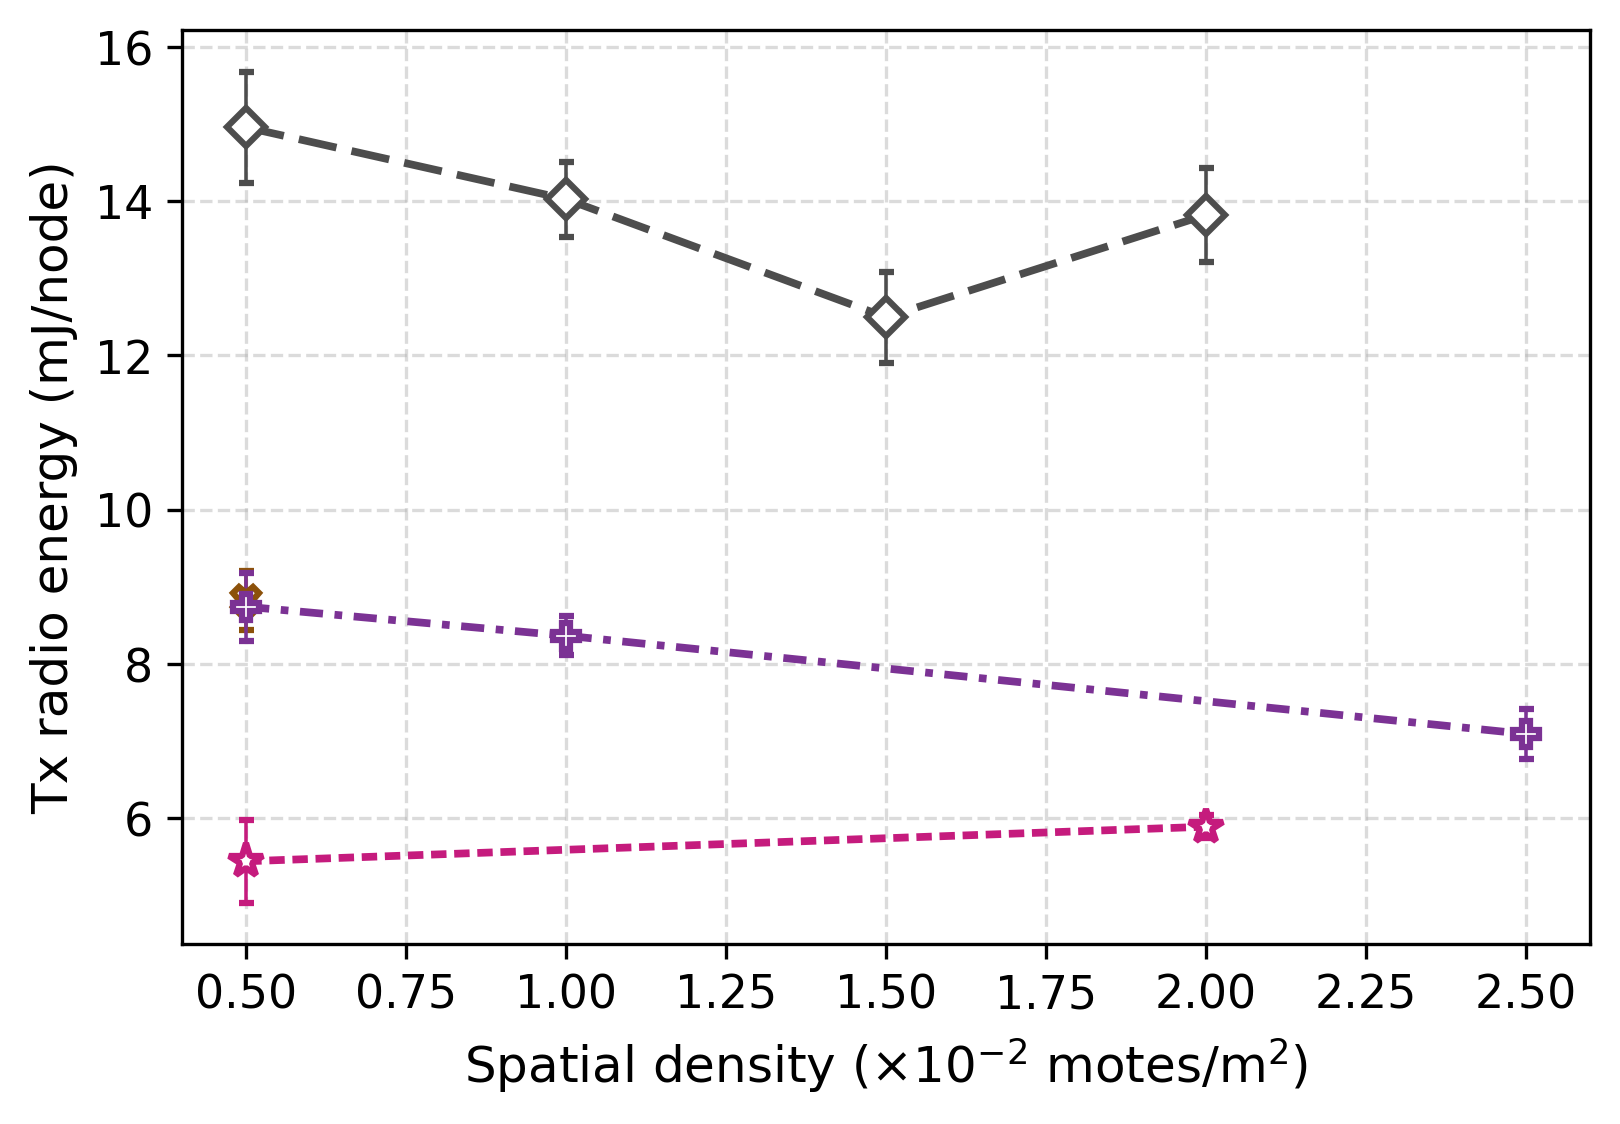 16
14
12
10
8
6
Tx radio energy (mJ/node)
0.50 0.75 1.00 1.25 1.50 1.75 2.00 2.25 2.50
Spatial density (×10⁻² motes/m²)